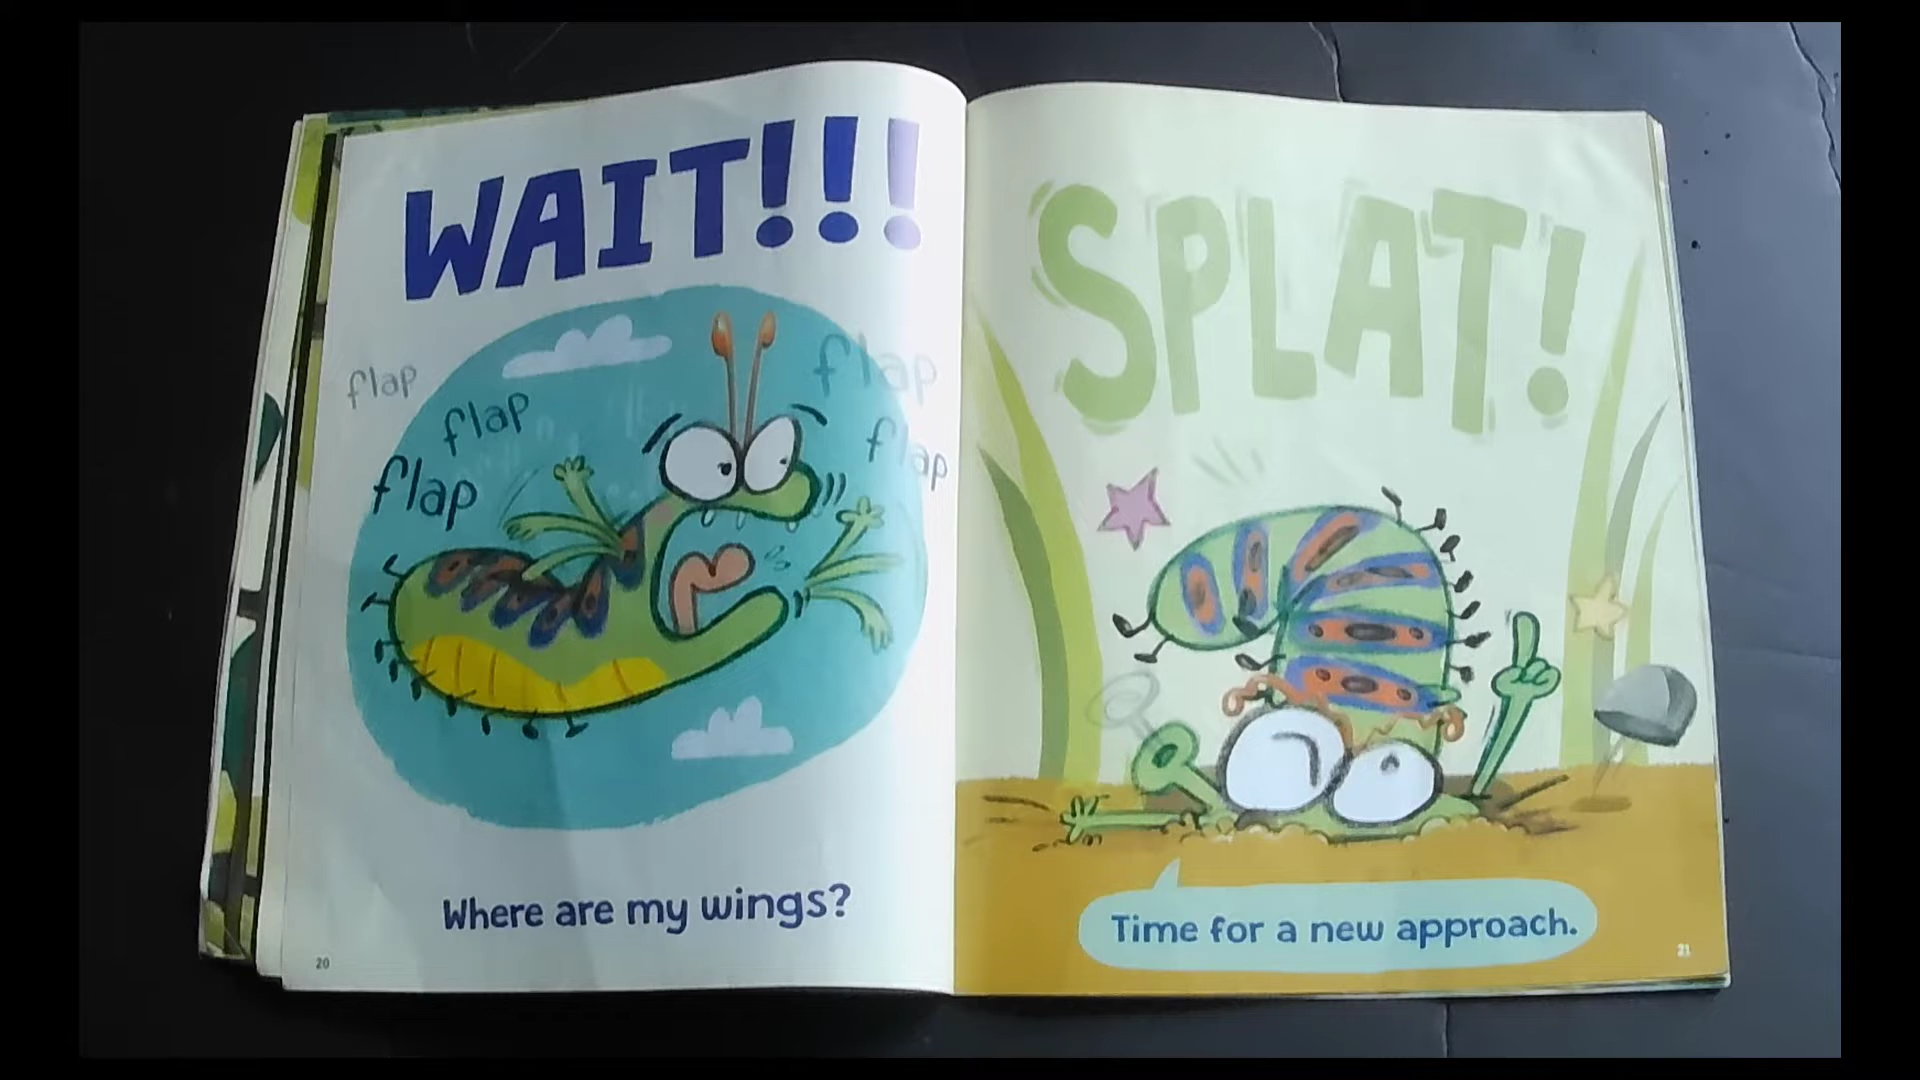 WAIT!!!
flap
flap
flap
flap
flap
Where are my wings?
20
SPLAT!
Time for a new approach.
21